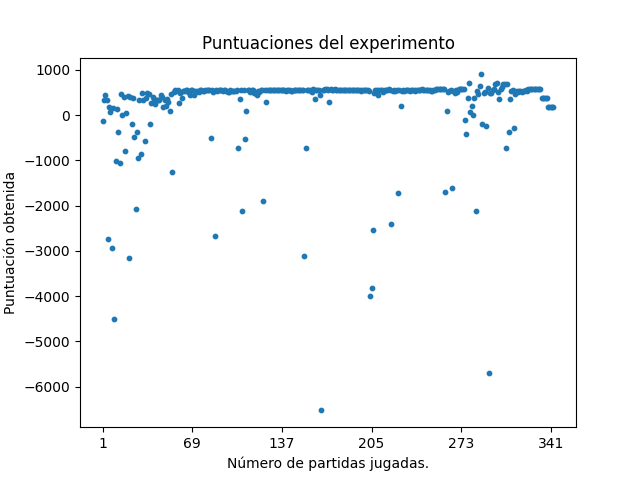 Puntuaciones del experimento
Puntuación obtenida
1000
0
−1000
−2000
−3000
−4000
−5000
−6000
1 69 137 205 273 341
Número de partidas jugadas.